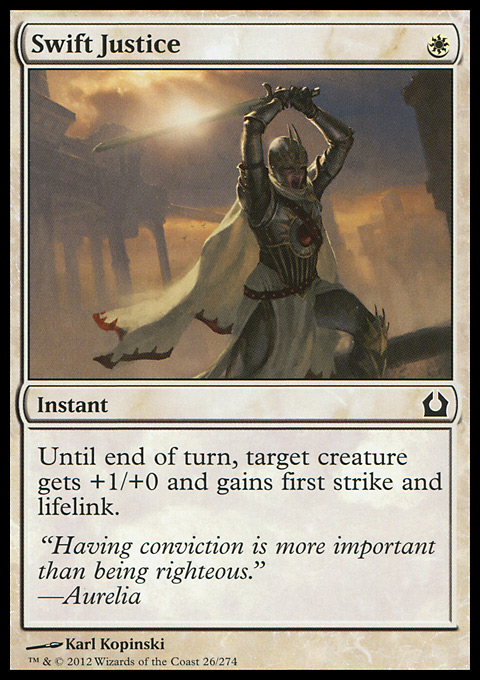 Swift Justice
Instant
Until end of turn, target creature
gets +1/+0 and gains first strike and
lifelink.
“Having conviction is more important
than being righteous.”
—Aurelia
Karl Kopinski
™ & © 2012 Wizards of the Coast 26/274